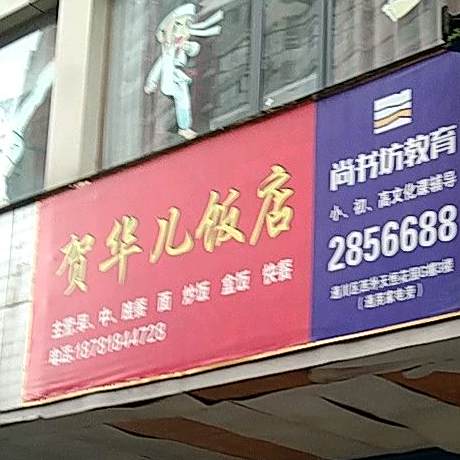 贺华儿饭店
主营:早、中、晚餐 面 炒饭 盒饭 快餐
电话:18781844728
尚书坊教育
小、初、高文化课辅导
2856688